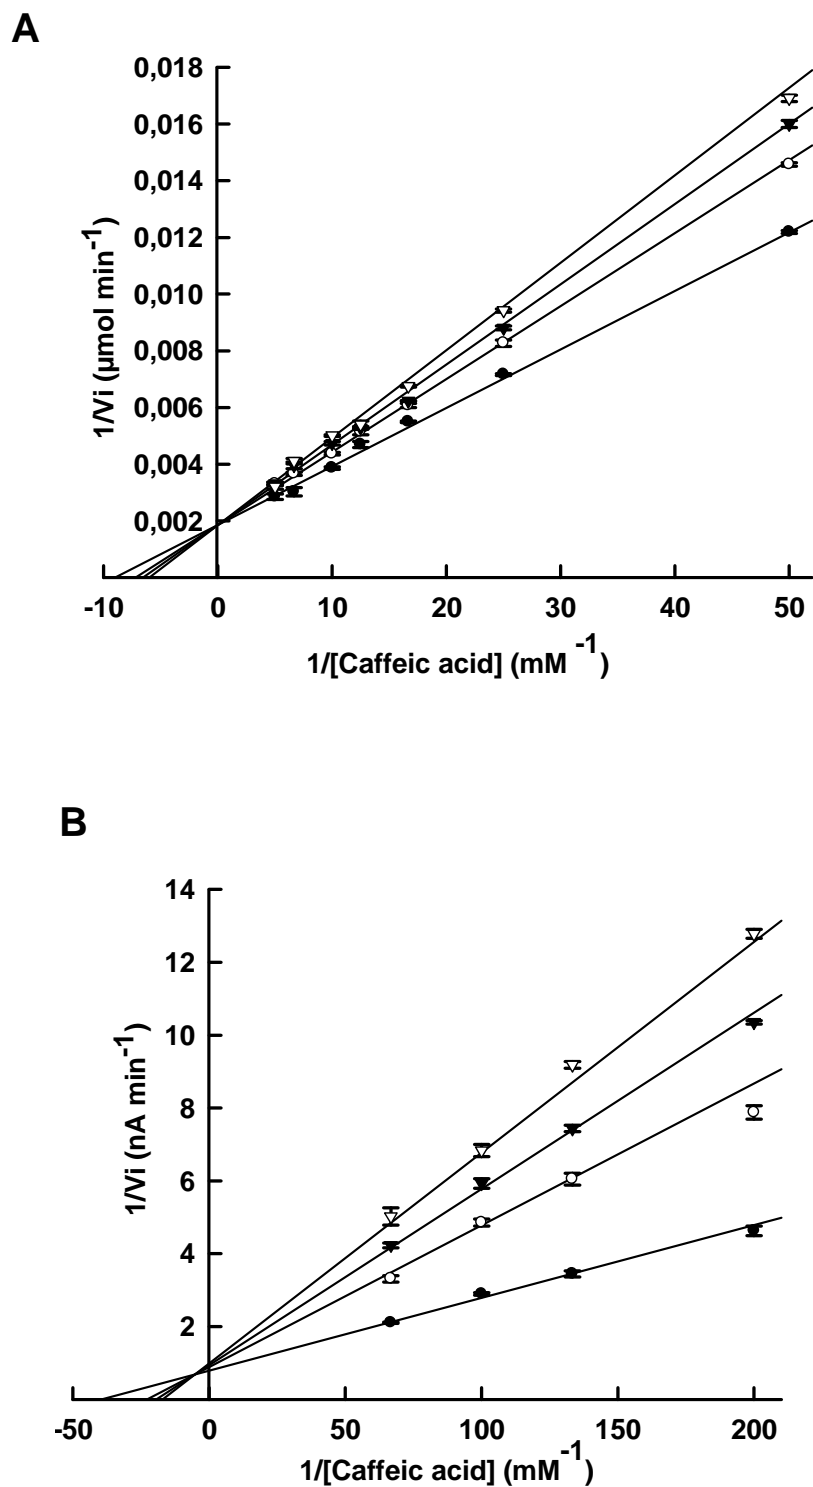 A
0,018
0,016
0,014
0,012
0,010
0,008
0,006
0,004
0,002
1/Vi (µmol min-1)
-10 0 10 20 30 40 50
1/[Caffeic acid] (mM -1)
B
14
12
10
8
6
4
2
1/Vi (nA min-1)
-50 0 50 100 150 200
1/[Caffeic acid] (mM-1)